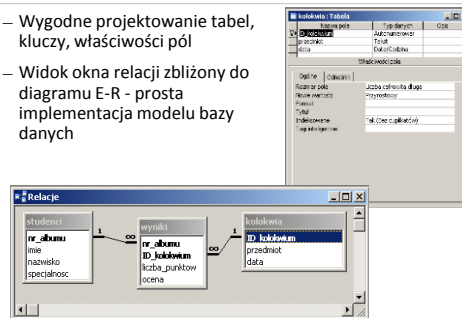 – Wygodne projektowanie tabel,
kluczy, właściwości pól
– Widok okna relacji zbliżony do
diagramu E-R - prosta
implementacja modelu bazy
danych
kolokwia : Tabela
Nazwa pola Typ danych Opis
ID_kolokwium Autonumerowanie
przedmiot Tekst
data Data/Godzina
Właściwości pola
Ogólne Odnośnik
Rozmiar pola Liczba całkowita długa
Nowe wartości Przyrostowy
Format
Tytuł
Indeksowane Tak (Bez duplikatów)
Tagi inteligentne
Relacje
studenci
nr_albumu
imie
nazwisko
specjalnosc
1 ∞
wyniki
nr_albumu
ID_kolokwium
liczba_punktow
ocena
∞ 1
kolokwia
ID_kolokwium
przedmiot
data